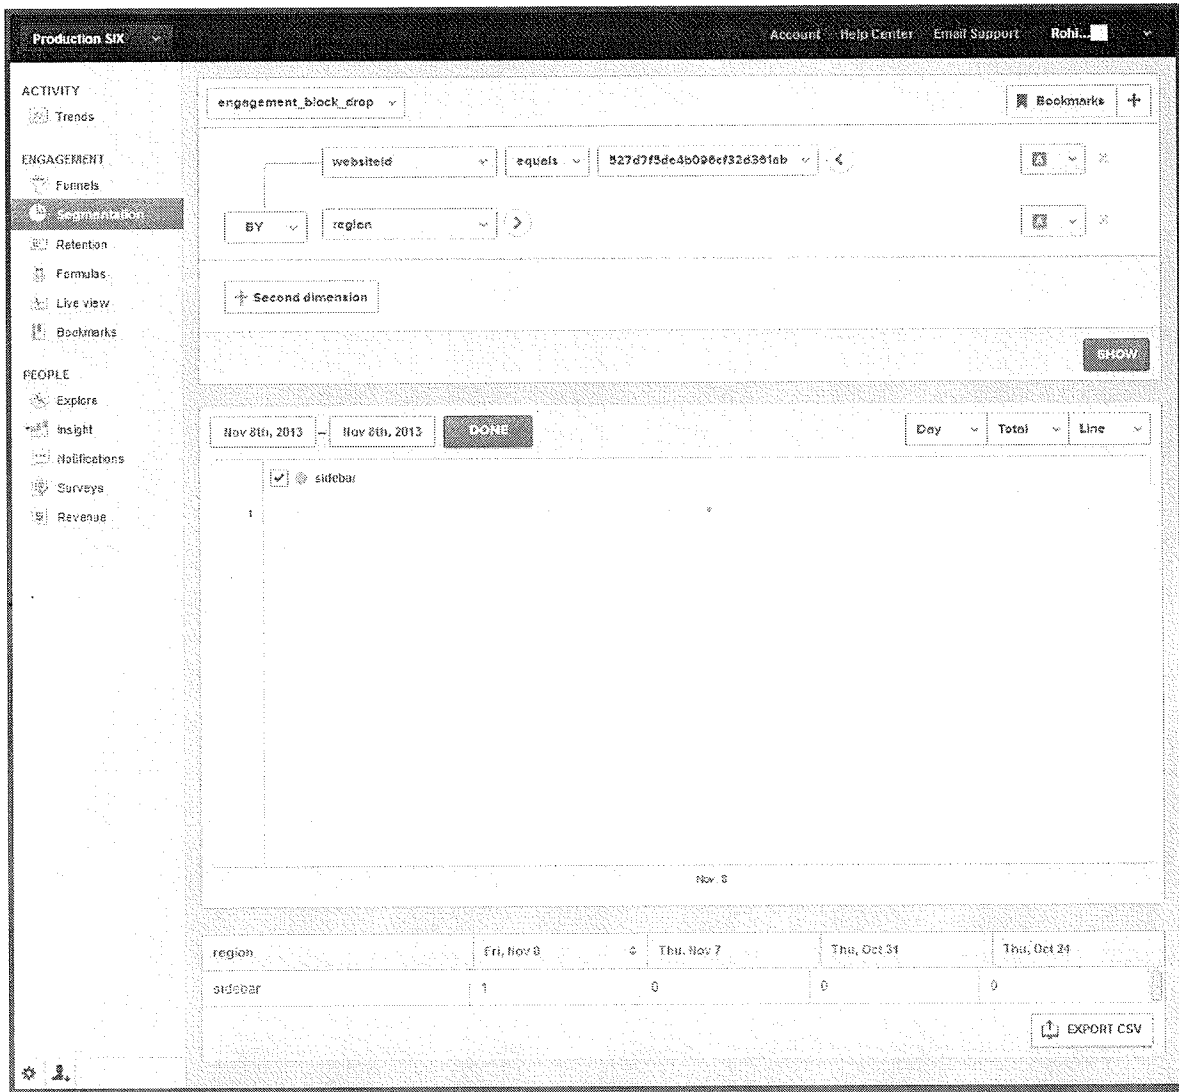 Production SIX
Account Help Center Email Support Rohi...
ACTIVITY
Trends
ENGAGEMENT
Funnels
Segmentation
Retention
Formulas
Live view
Bookmarks
PEOPLE
Explore
Insight
Notifications
Surveys
Revenue
engagement_block_drop
Bookmarks
websiteId equals
BY region
Second dimension
SHOW
Nov 8th, 2013 – Nov 8th, 2013 DONE
Day Total Line
sidebar
1
Nov. 8
region Fri, Nov 8 Thu, Nov 7 Thu, Oct 31 Thu, Oct 24
sidebar 1 0 0 0
EXPORT CSV